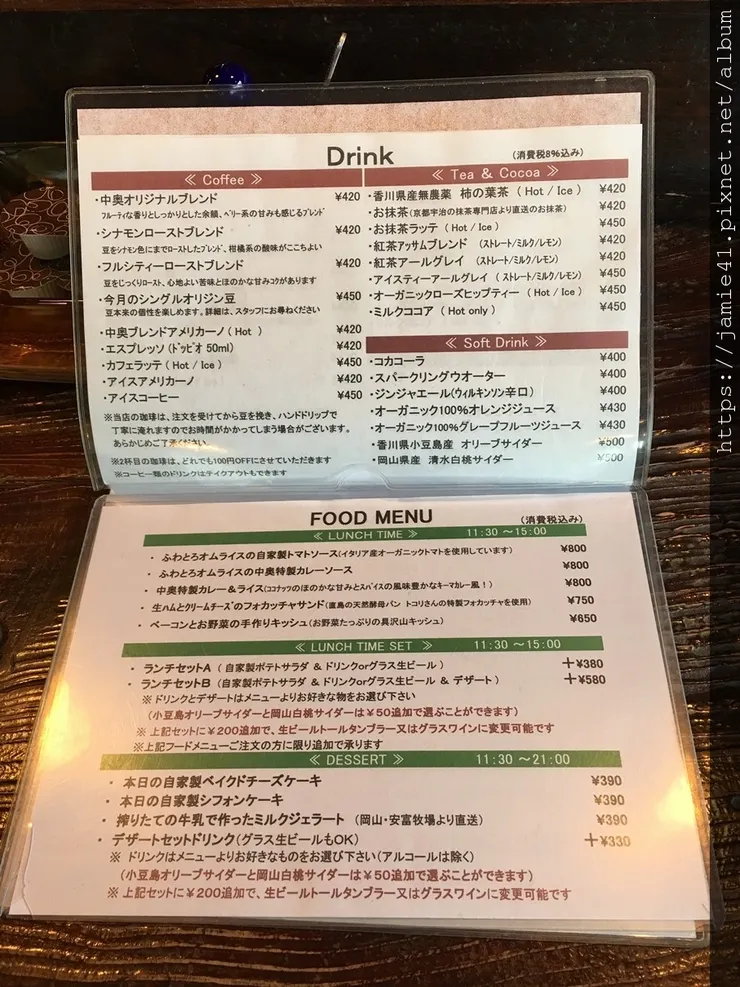 Drink
(消費税8%込み)
≪ Coffee ≫
・中奥オリジナルブレンド ¥420
フルーティな香りとしっかりとした余韻、ベリー系の甘みも感じるブレンド
・シナモンローストブレンド ¥420
豆をシナモン色にまでローストしたブレンド、柑橘系の酸味がここちよい
・フルシティーローストブレンド ¥420
豆をじっくりロースト、心地よい苦味とほのかな甘みコクがあります
・今月のシングルオリジン豆 ¥450
豆本来の個性を楽しめます。詳細は、スタッフにお尋ねください
・中奥ブレンドアメリカーノ ( Hot ) ¥420
・エスプレッソ (ドッピオ 50ml) ¥420
・カフェラッテ ( Hot / Ice ) ¥450
・アイスアメリカーノ ¥420
・アイスコーヒー ¥450
※当店の珈琲は、注文を受けてから豆を挽き、ハンドドリップで
丁寧に淹れますのでお時間がかかってしまう場合がございます。
あらかじめご了承ください。
※2杯目の珈琲は、どれでも100円OFFにさせていただきます
※コーヒー類のドリンクはテイクアウトもできます
≪ Tea & Cocoa ≫
・香川県産無農薬 柿の葉茶 ( Hot / Ice ) ¥420
・お抹茶(京都宇治の抹茶専門店より直送のお抹茶) ¥420
・お抹茶ラッテ ( Hot / Ice ) ¥450
・紅茶アッサムブレンド (ストレート/ミルク/レモン) ¥420
・紅茶アールグレイ (ストレート/ミルク/レモン) ¥420
・アイスティーアールグレイ (ストレート/ミルク/レモン) ¥450
・オーガニックローズヒップティー ( Hot / Ice ) ¥450
・ミルクココア ( Hot only ) ¥450
≪ Soft Drink ≫
・コカコーラ ¥400
・スパークリングウオーター ¥400
・ジンジャエール(ウィルキンソン辛口) ¥400
・オーガニック100%オレンジジュース ¥430
・オーガニック100%グレープフルーツジュース ¥430
・香川県小豆島産 オリーブサイダー ¥500
・岡山県産 清水白桃サイダー ¥500
FOOD MENU
(消費税込み)
≪ LUNCH TIME ≫ 11:30 ～15:00
・ ふわとろオムライスの自家製トマトソース(イタリア産オーガニックトマトを使用しています) ¥800
・ ふわとろオムライスの中奥特製カレーソース ¥800
・ 中奥特製カレー&ライス(ココナッツのほのかな甘みとスパイスの風味豊かなキーマカレー風！) ¥800
・ 生ハムとクリームチーズのフォカッチャサンド(直島の天然酵母パン トコリさんの特製フォカッチャを使用) ¥750
・ ベーコンとお野菜の手作りキッシュ(お野菜たっぷりの具沢山キッシュ) ¥650
≪ LUNCH TIME SET ≫ 11:30～15:00
・ ランチセットA ( 自家製ポテトサラダ & ドリンクorグラス生ビール ) ＋¥380
・ ランチセットB (自家製ポテトサラダ & ドリンクorグラス生ビール & デザート) ＋¥580
※ ドリンクとデザートはメニューよりお好きな物をお選び下さい
(小豆島オリーブサイダーと岡山白桃サイダーは¥50追加で選ぶことができます)
※ 上記セットに¥200追加で、生ビールトールタンブラー又はグラスワインに変更可能です
※上記フードメニューご注文の方に限り追加で承ります
≪ DESSERT ≫ 11:30 ～21:00
・ 本日の自家製ベイクドチーズケーキ ¥390
・ 本日の自家製シフォンケーキ ¥390
・ 搾りたての牛乳で作ったミルクジェラート (岡山・安富牧場より直送) ¥390
・ デザートセットドリンク(グラス生ビールもOK) ＋¥330
※ ドリンクはメニューよりお好きなものをお選び下さい(アルコールは除く)
(小豆島オリーブサイダーと岡山白桃サイダーは¥50追加で選ぶことができます)
※ 上記セットに¥200追加で、生ビールトールタンブラー又はグラスワインに変更可能です
https://jamie41.pixnet.net/album